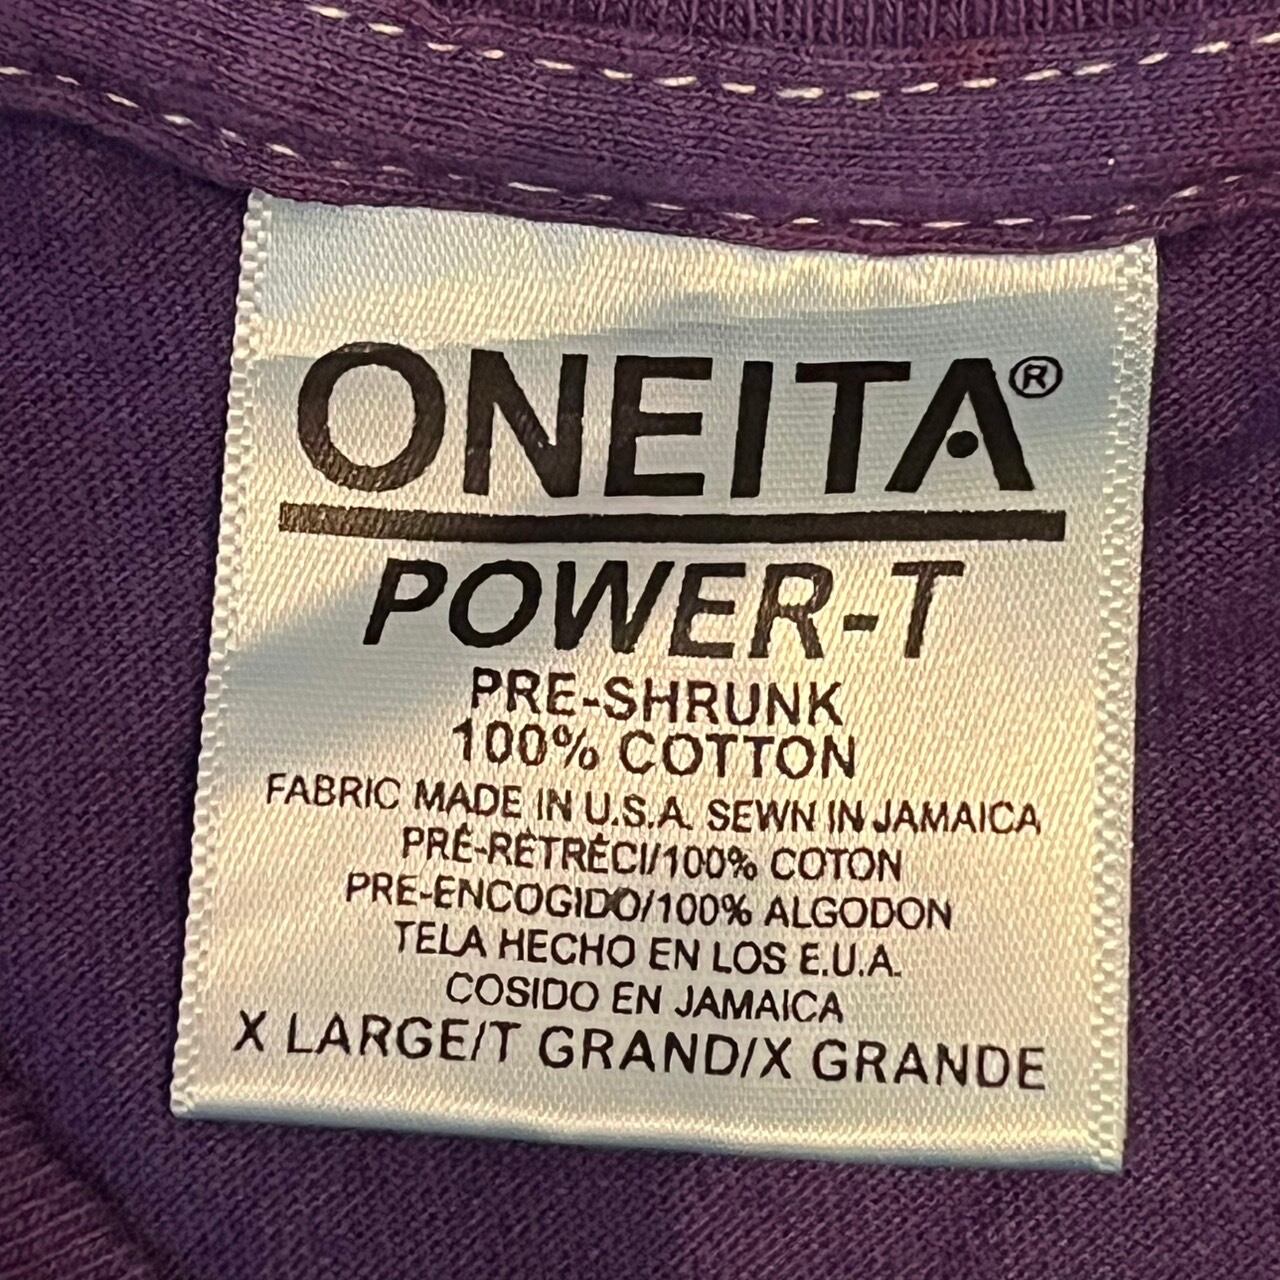 ONEITA®
POWER-T
PRE-SHRUNK
100% COTTON
FABRIC MADE IN U.S.A. SEWN IN JAMAICA
PRÉ-RÉTRÉCI/100% COTON
PRE-ENCOGIDO/100% ALGODON
TELA HECHO EN LOS E.U.A.
COSIDO EN JAMAICA
X LARGE/T GRAND/X GRANDE